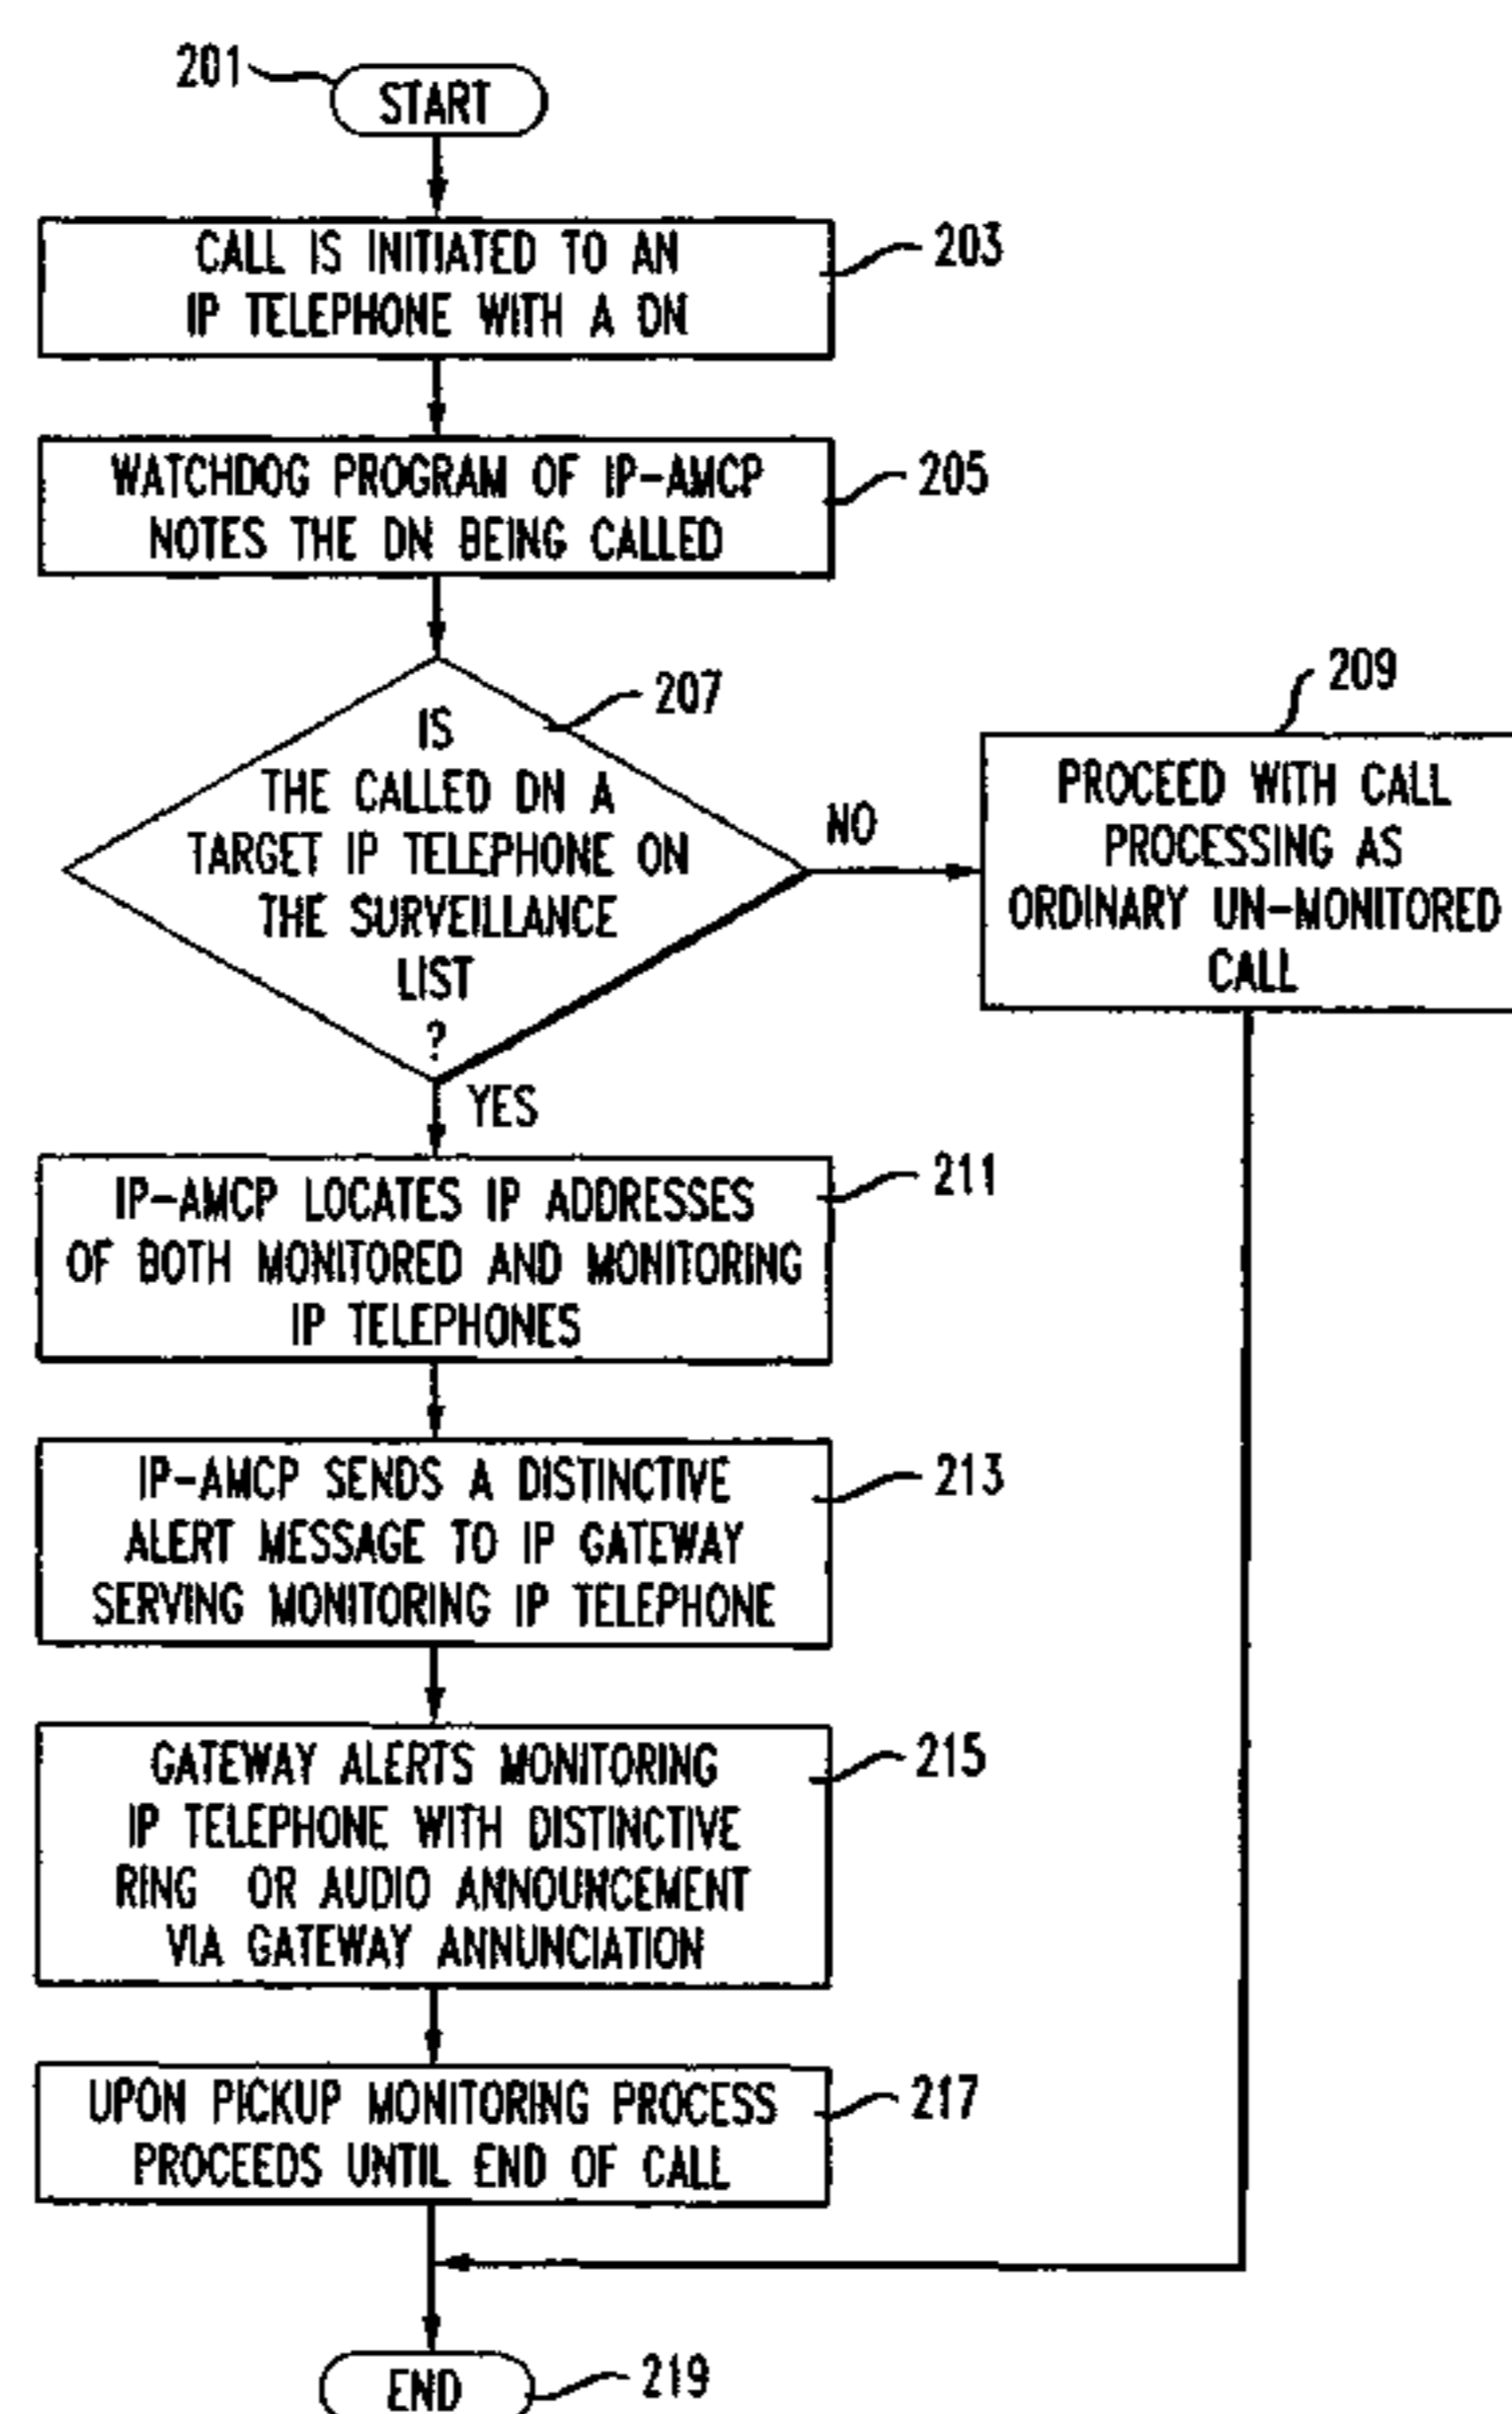 201
START
CALL IS INITIATED TO AN
IP TELEPHONE WITH A DN
203
WATCHDOG PROGRAM OF IP-AMCP
NOTES THE DN BEING CALLED
205
IS
THE CALLED DN A
TARGET IP TELEPHONE ON
THE SURVEILLANCE
LIST
?
207
NO
209
PROCEED WITH CALL
PROCESSING AS
ORDINARY UN-MONITORED
CALL
YES
IP-AMCP LOCATES IP ADDRESSES
OF BOTH MONITORED AND MONITORING
IP TELEPHONES
211
IP-AMCP SENDS A DISTINCTIVE
ALERT MESSAGE TO IP GATEWAY
SERVING MONITORING IP TELEPHONE
213
GATEWAY ALERTS MONITORING
IP TELEPHONE WITH DISTINCTIVE
RING OR AUDIO ANNOUNCEMENT
VIA GATEWAY ANNUNCIATION
215
UPON PICKUP MONITORING PROCESS
PROCEEDS UNTIL END OF CALL
217
END
219